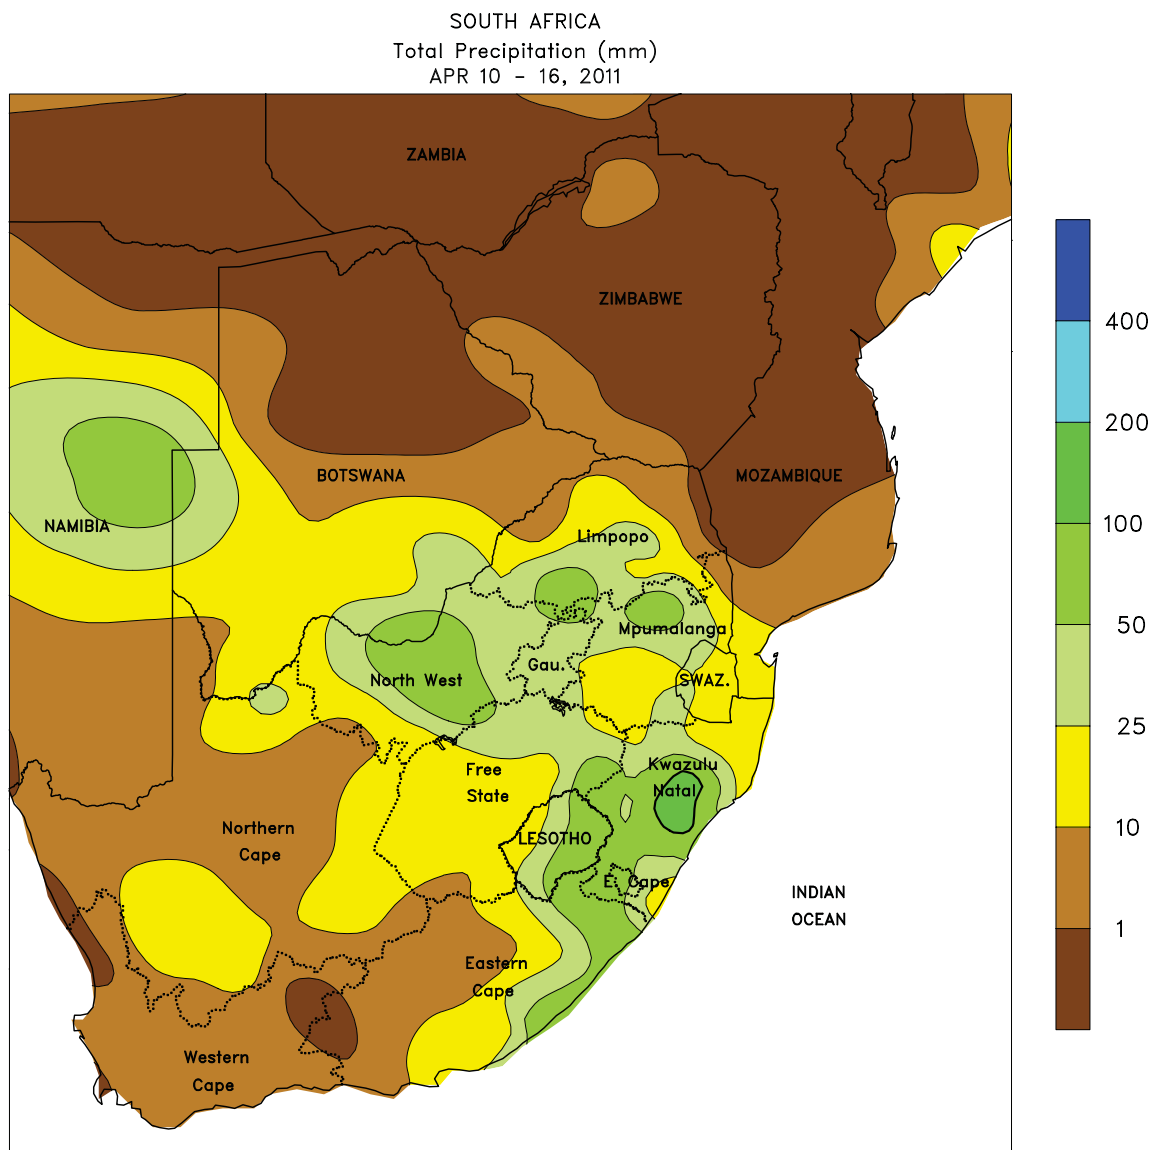 SOUTH AFRICA
Total Precipitation (mm)
APR 10 - 16, 2011
ZAMBIA
ZIMBABWE
400
200
BOTSWANA
MOZAMBIQUE
NAMIBIA
100
Limpopo
Mpumalanga
50
Gau.
North West
SWAZ.
25
Kwazulu
Natal
Free
State
10
Northern
Cape
LESOTHO
E. Cape
INDIAN
OCEAN
1
Eastern
Cape
Western
Cape